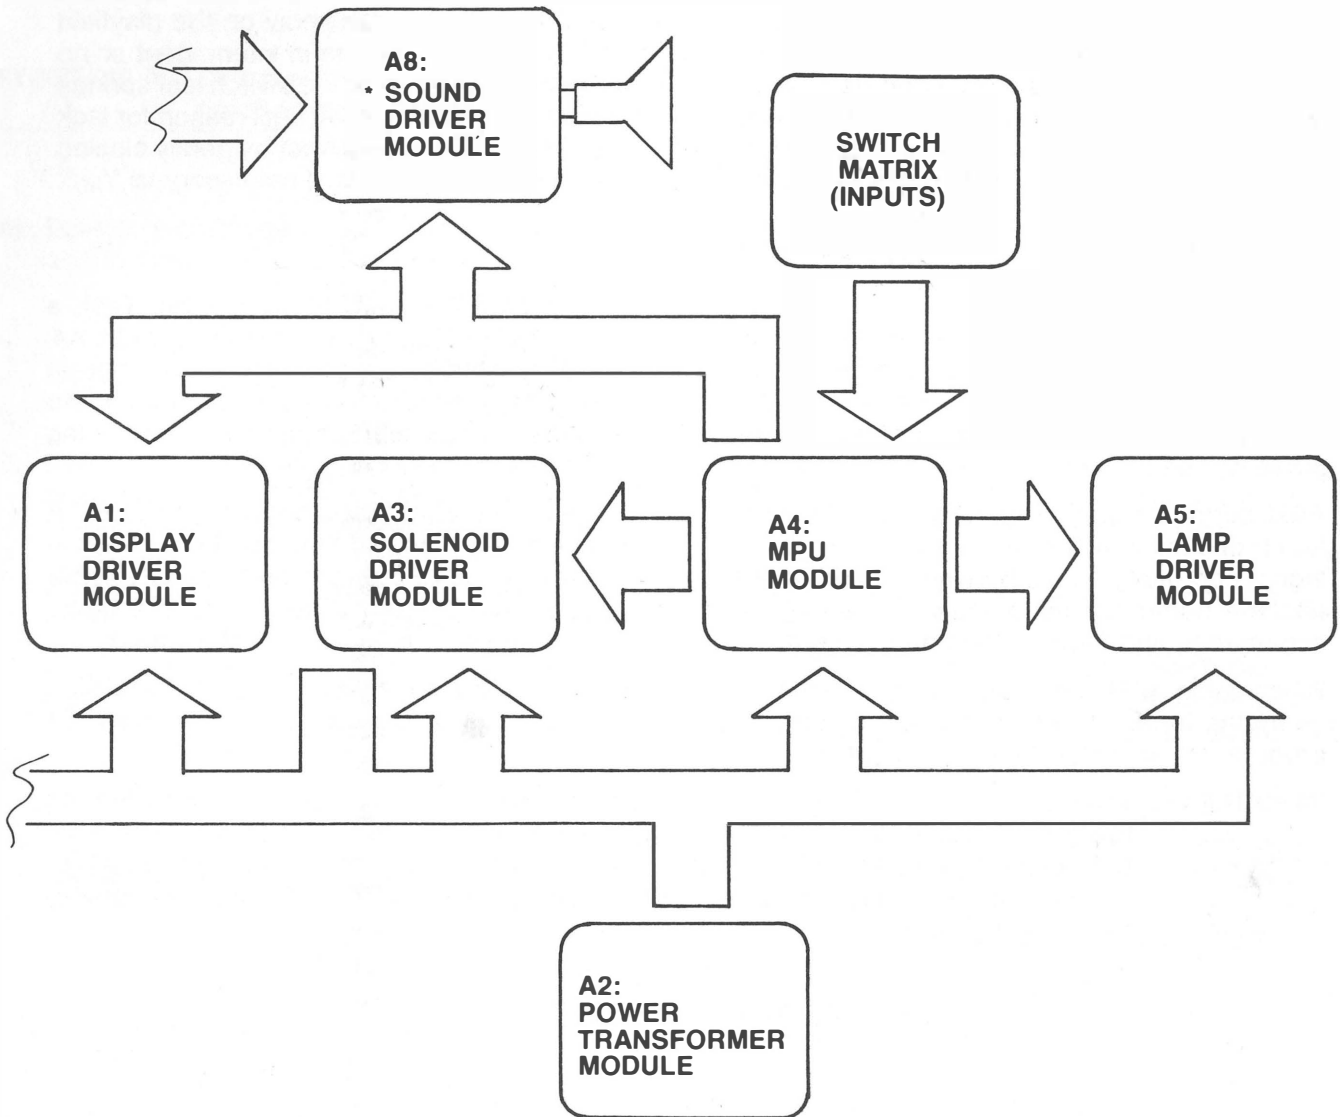 A8:
* SOUND
DRIVER
MODULE
SWITCH
MATRIX
(INPUTS)
A1:
DISPLAY
DRIVER
MODULE
A3:
SOLENOID
DRIVER
MODULE
A4:
MPU
MODULE
A5:
LAMP
DRIVER
MODULE
A2:
POWER
TRANSFORMER
MODULE